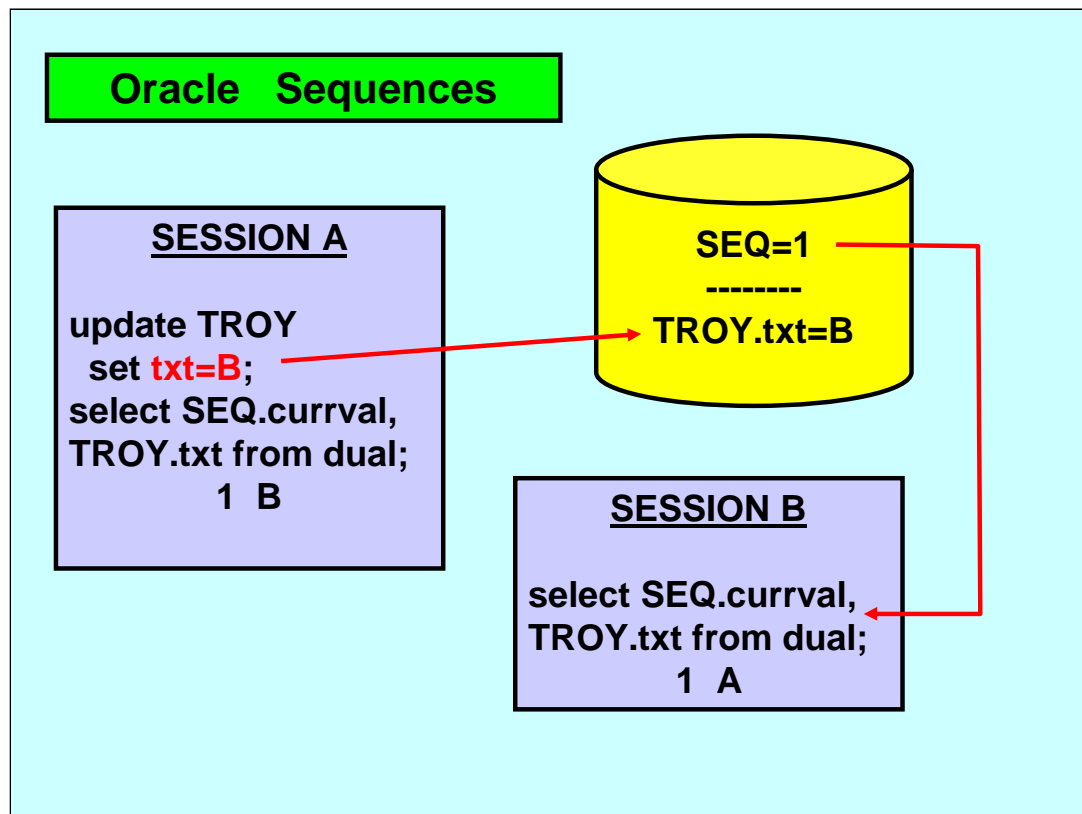 Oracle Sequences
SESSION A
update TROY
set txt=B;
select SEQ.currval,
TROY.txt from dual;
1 B
SEQ=1
--------
TROY.txt=B
SESSION B
select SEQ.currval,
TROY.txt from dual;
1 A